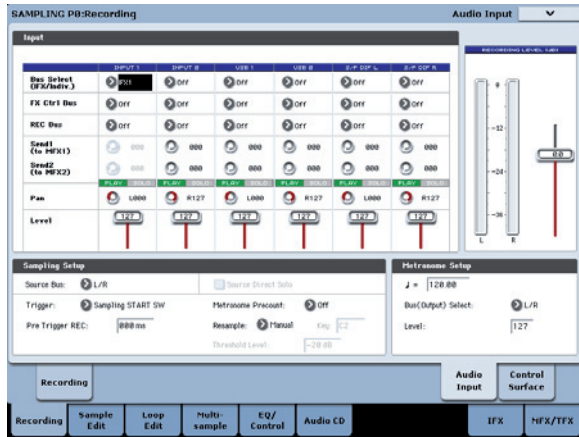 SAMPLING P0:Recording Audio Input
Input
INPUT 1 INPUT 2 USB 1 USB 2 S/P DIF L S/P DIF R
RECORDING LEVEL (dB)
Bus Select (IFX/Indiv.) IFX1 Off Off Off Off Off
FX Ctrl Bus Off Off Off Off Off Off
REC Bus Off Off Off Off Off Off
Send1 (to MFX1) 000 000 000 000 000 000
Send2 (to MFX2) 000 000 000 000 000 000
PLAY SOLO PLAY SOLO PLAY SOLO PLAY SOLO PLAY SOLO PLAY SOLO
Pan L000 R127 L000 R127 L000 R127
Level 127 127 127 127 127 127
0
-12
-24
-36
L R
0.0
Sampling Setup
Source Bus: L/R Source Direct Solo
Trigger: Sampling START SW Metronome Precount: Off
Pre Trigger REC: 000 ms Resample: Manual Key: C2
Threshold Level: -20 dB
Metronome Setup
♩ = 120.00
Bus(Output) Select: L/R
Level: 127
Recording Audio Input Control Surface
Recording Sample Edit Loop Edit Multi-sample EQ/Control Audio CD IFX MFX/TFX